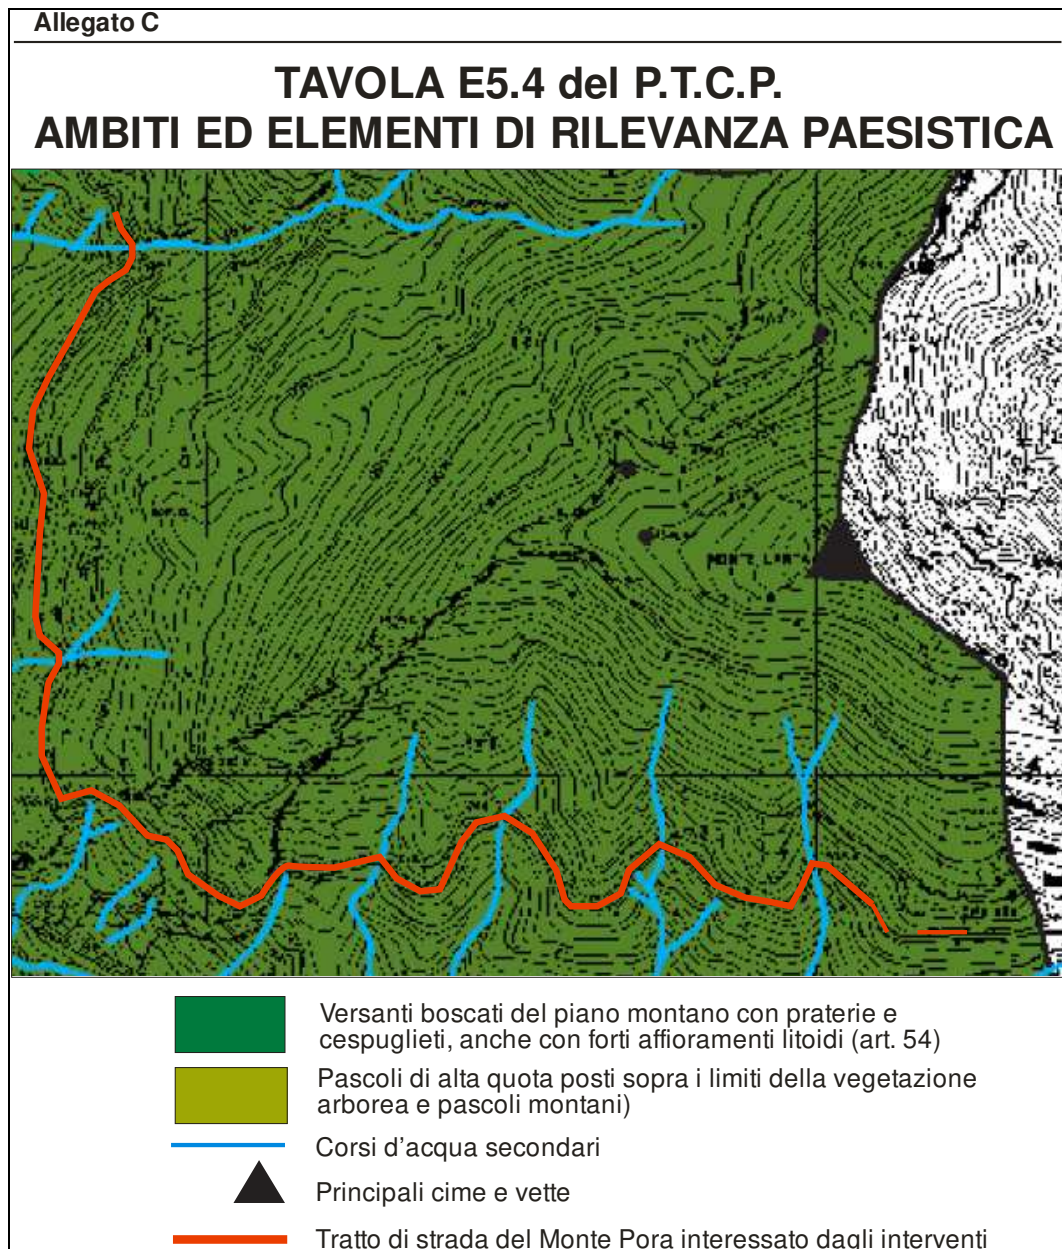 Allegato C
TAVOLA E5.4 del P.T.C.P.
AMBITI ED ELEMENTI DI RILEVANZA PAESISTICA
Versanti boscati del piano montano con praterie e
cespuglieti, anche con forti affioramenti litoidi (art. 54)
Pascoli di alta quota posti sopra i limiti della vegetazione
arborea e pascoli montani)
Corsi d'acqua secondari
Principali cime e vette
Tratto di strada del Monte Pora interessato dagli interventi